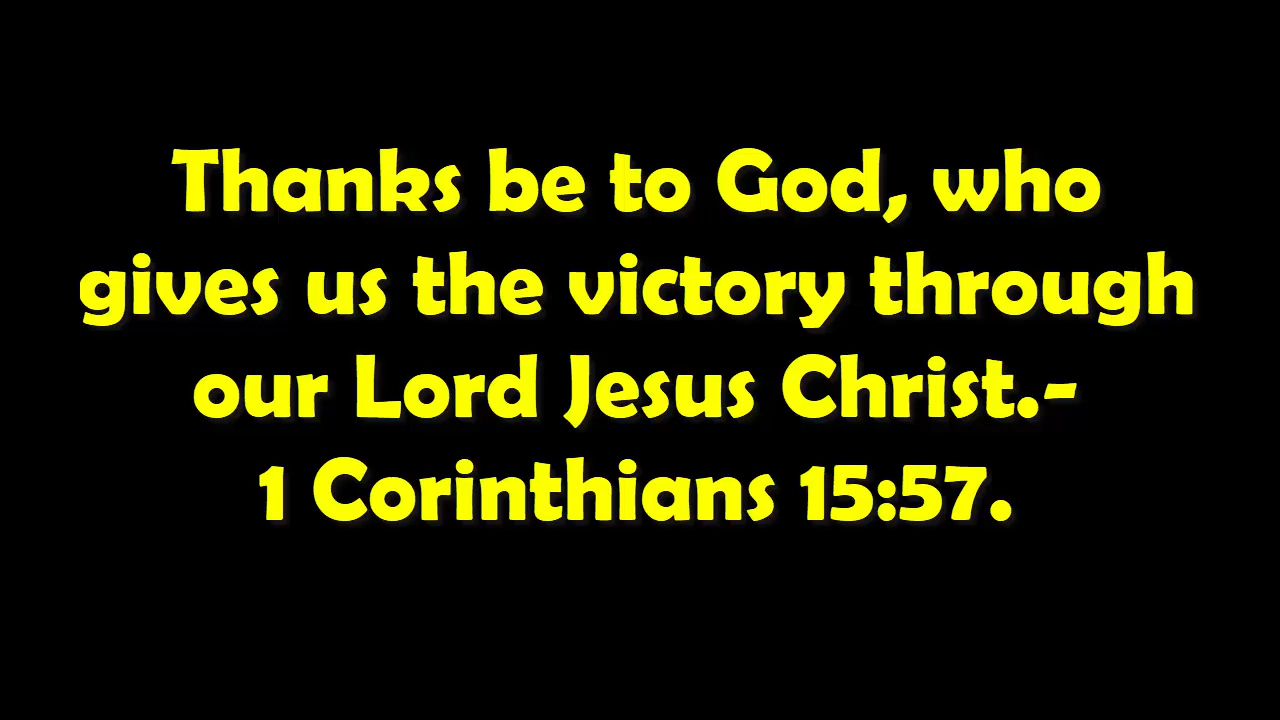 Thanks be to God, who
gives us the victory through
our Lord Jesus Christ.-
1 Corinthians 15:57.